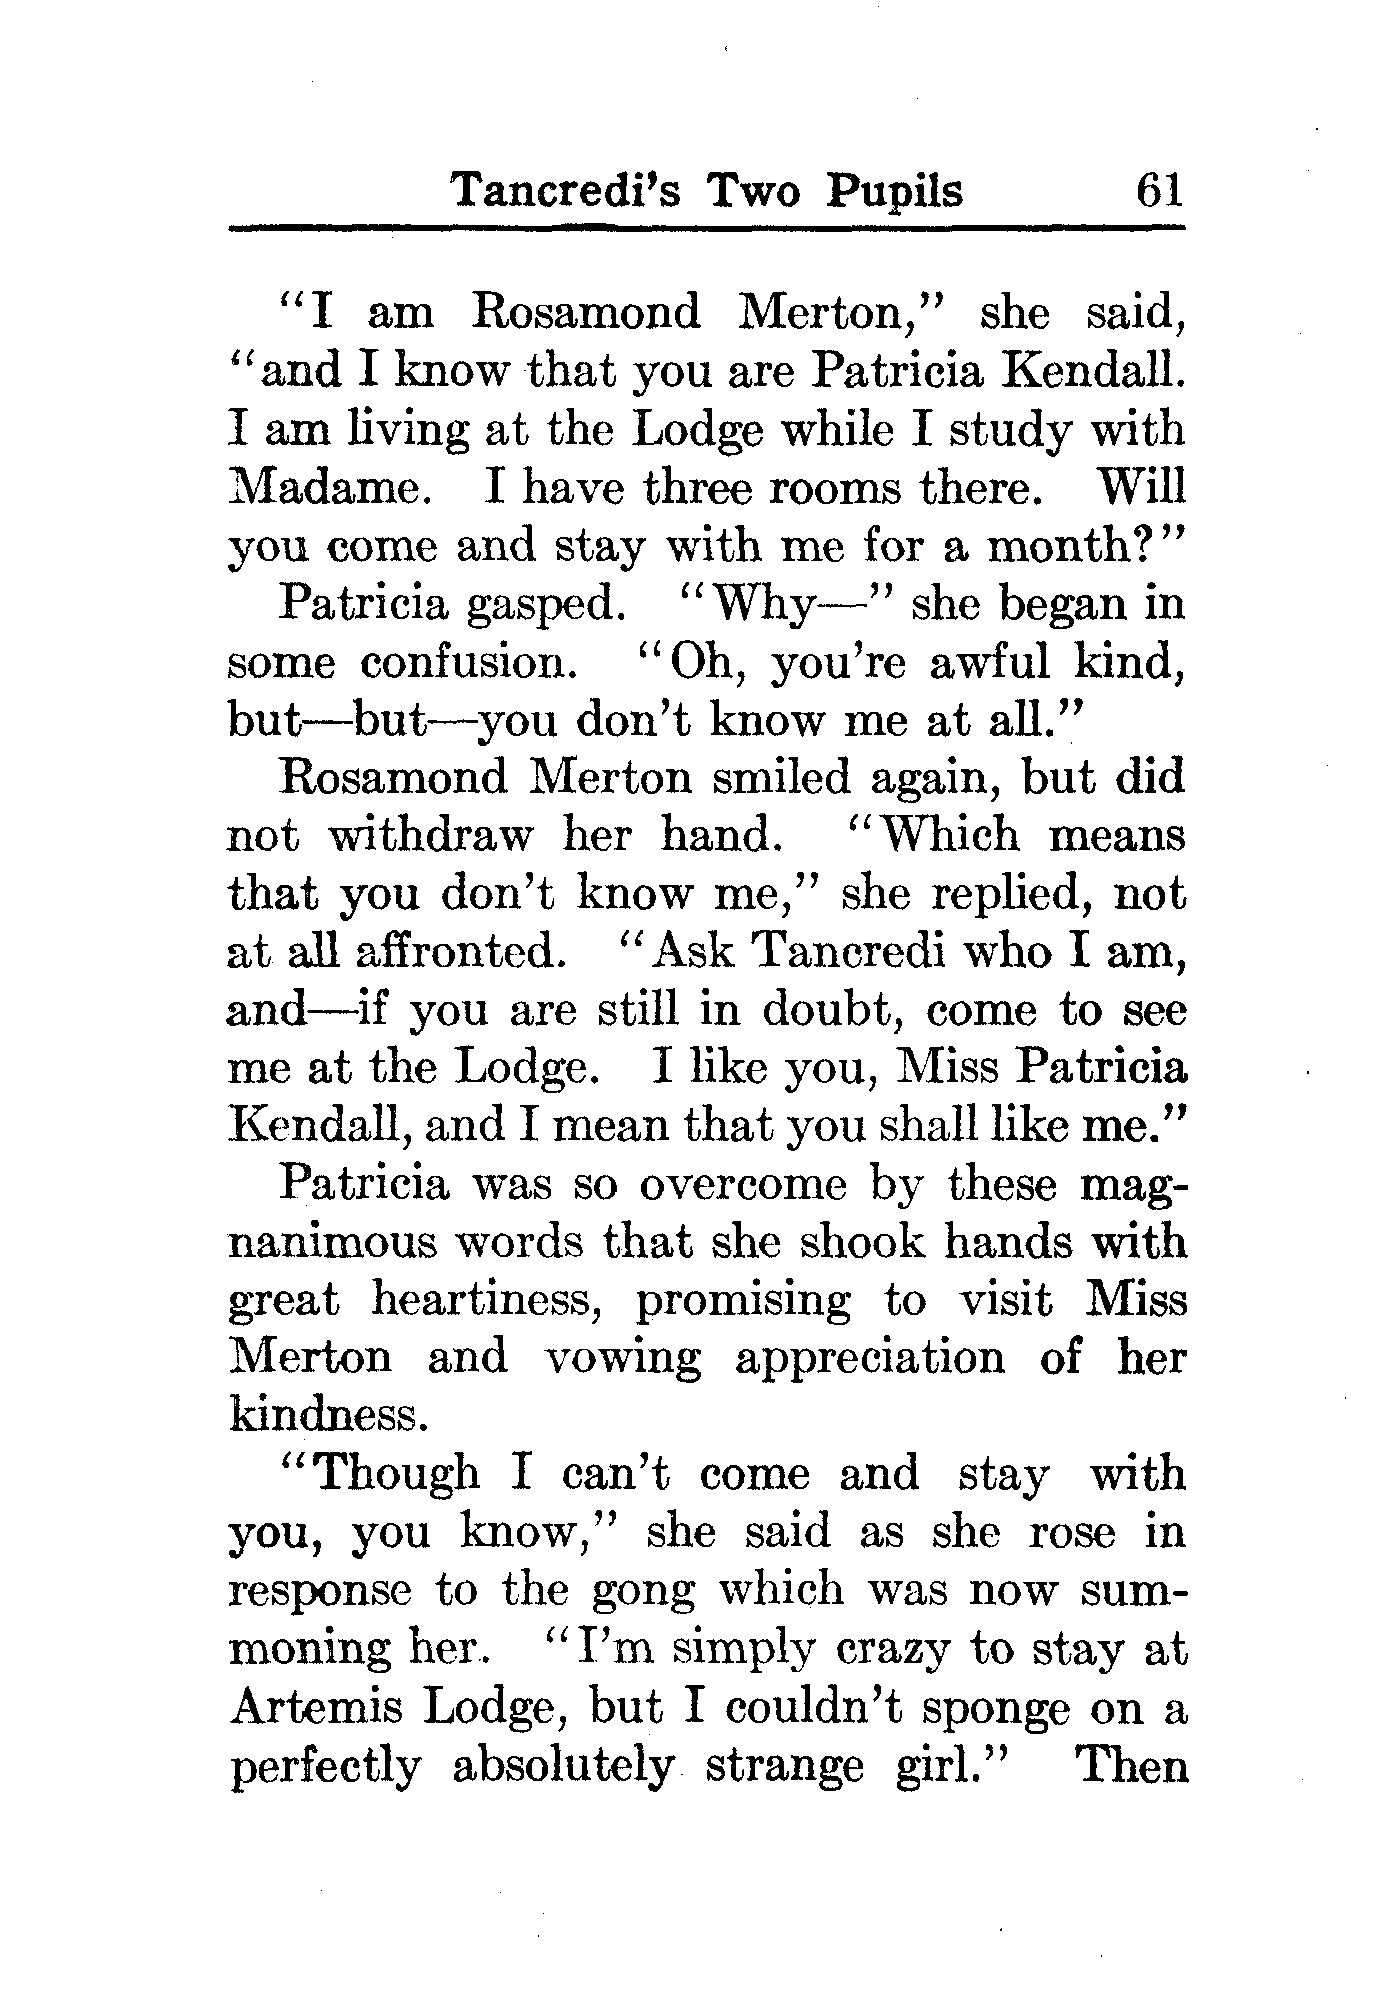 Tancredi's Two Pupils 61
"I am Rosamond Merton," she said,
"and I know that you are Patricia Kendall.
I am living at the Lodge while I study with
Madame. I have three rooms there. Will
you come and stay with me for a month?"
Patricia gasped. "Why—" she began in
some confusion. "Oh, you're awful kind,
but—but—you don't know me at all."
Rosamond Merton smiled again, but did
not withdraw her hand. "Which means
that you don't know me," she replied, not
at all affronted. "Ask Tancredi who I am,
and—if you are still in doubt, come to see
me at the Lodge. I like you, Miss Patricia
Kendall, and I mean that you shall like me."
Patricia was so overcome by these mag-
nanimous words that she shook hands with
great heartiness, promising to visit Miss
Merton and vowing appreciation of her
kindness.
"Though I can't come and stay with
you, you know," she said as she rose in
response to the gong which was now sum-
moning her. "I'm simply crazy to stay at
Artemis Lodge, but I couldn't sponge on a
perfectly absolutely strange girl." Then